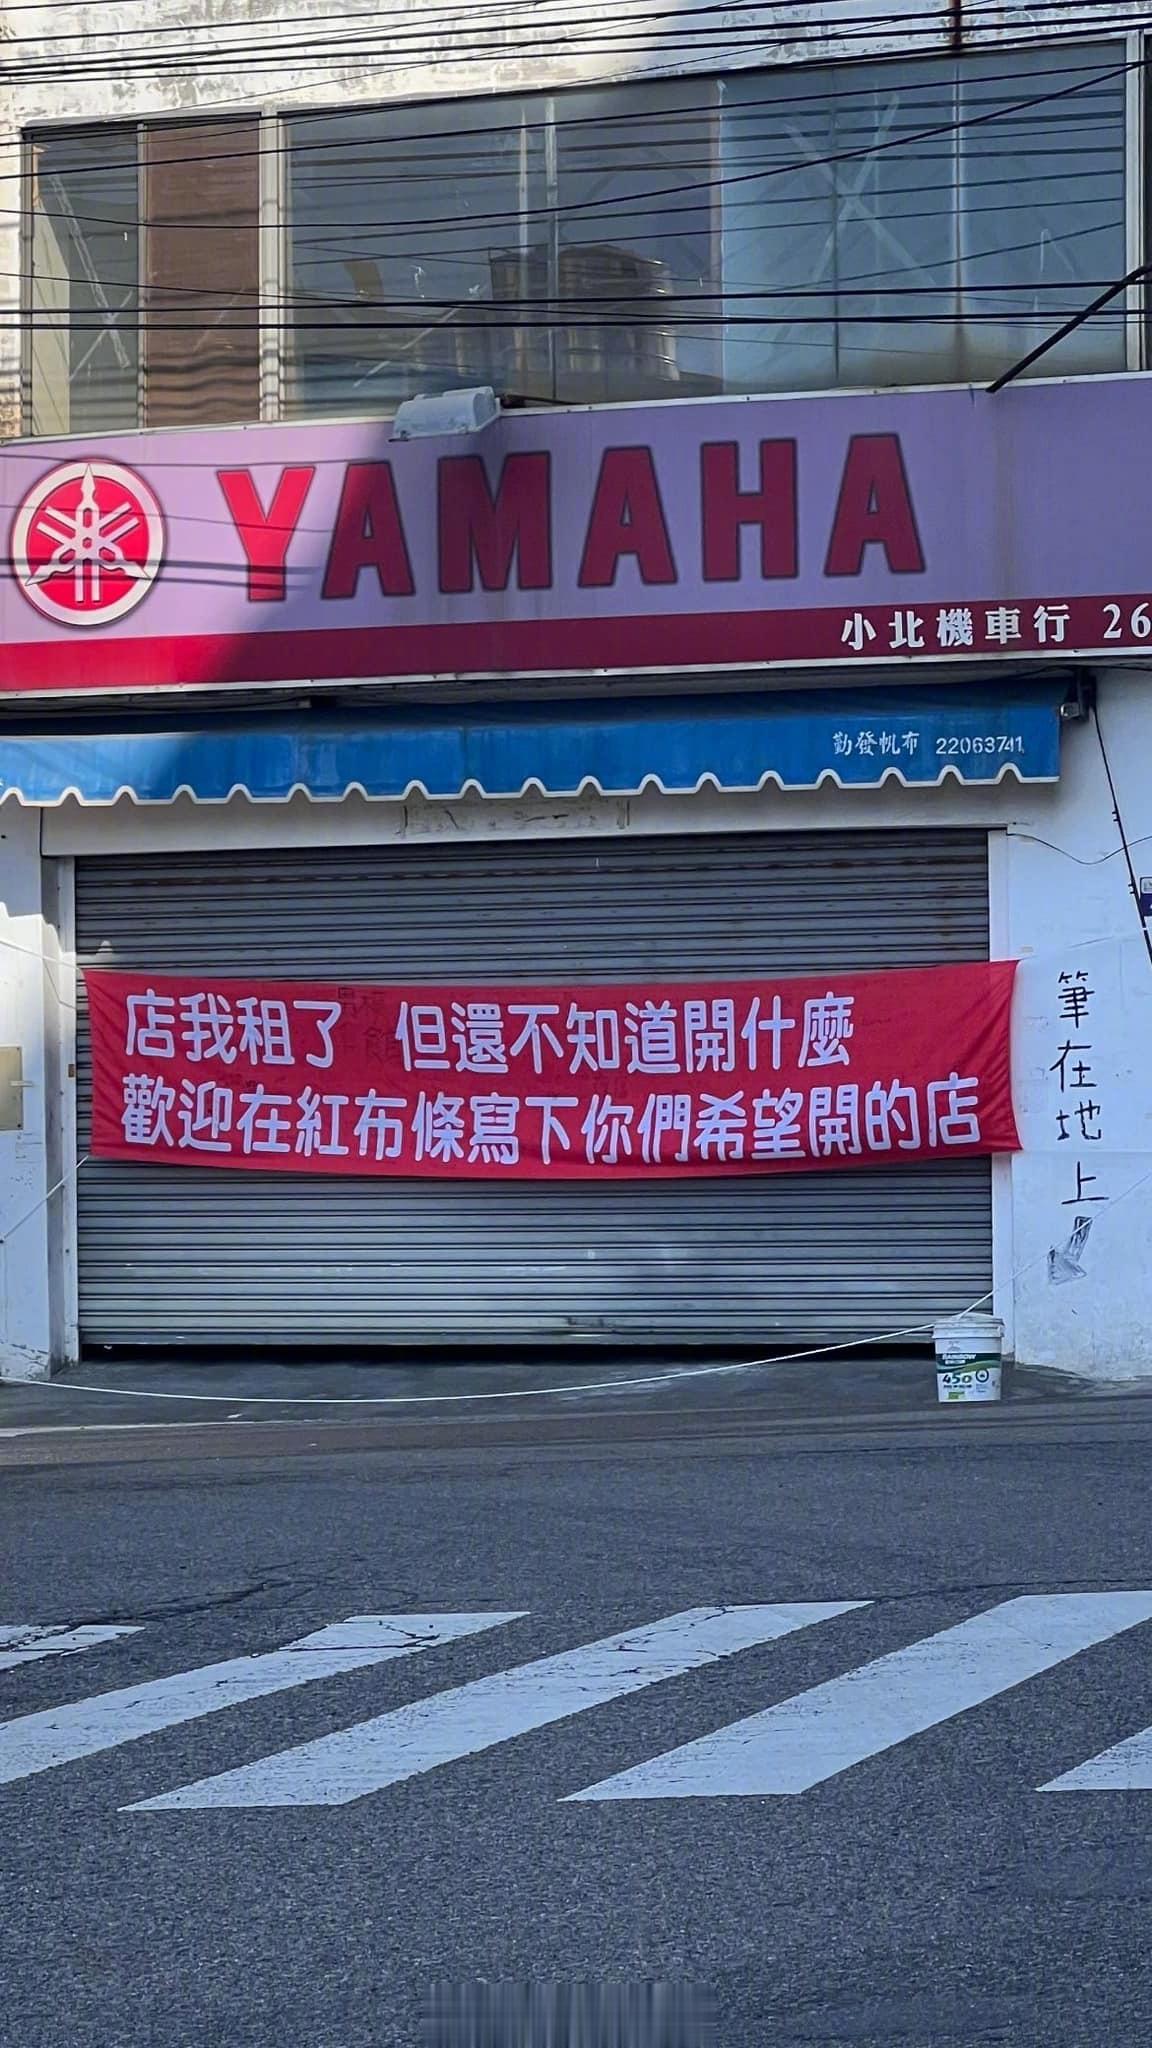 YAMAHA
小北機車行 26
勤發帆布 22063741
店我租了 但還不知道開什麼
歡迎在紅布條寫下你們希望開的店
筆在地上
RAINBOW
450